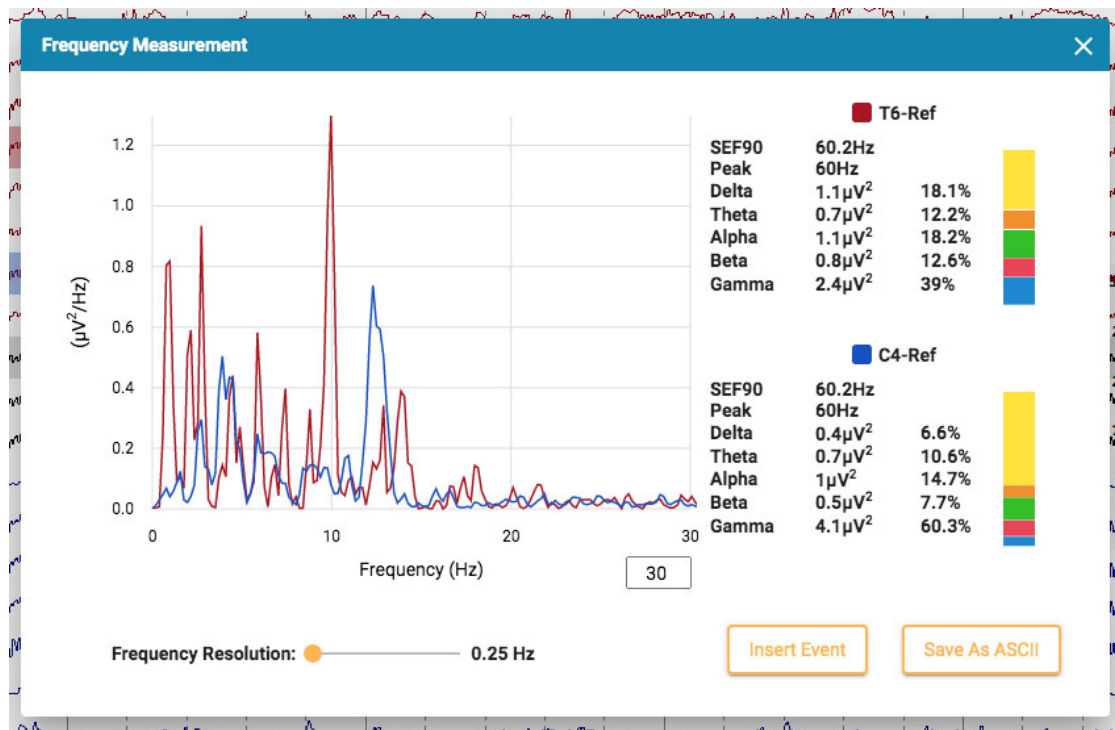 Frequency Measurement
T6-Ref
SEF90 60.2Hz
Peak 60Hz
Delta 1.1µV² 18.1%
Theta 0.7µV² 12.2%
Alpha 1.1µV² 18.2%
Beta 0.8µV² 12.6%
Gamma 2.4µV² 39%
C4-Ref
SEF90 60.2Hz
Peak 60Hz
Delta 0.4µV² 6.6%
Theta 0.7µV² 10.6%
Alpha 1µV² 14.7%
Beta 0.5µV² 7.7%
Gamma 4.1µV² 60.3%
(µV²/Hz)
1.2
1.0
0.8
0.6
0.4
0.2
0.0
0 10 20 30
Frequency (Hz) 30
Frequency Resolution: 0.25 Hz
Insert Event Save As ASCII